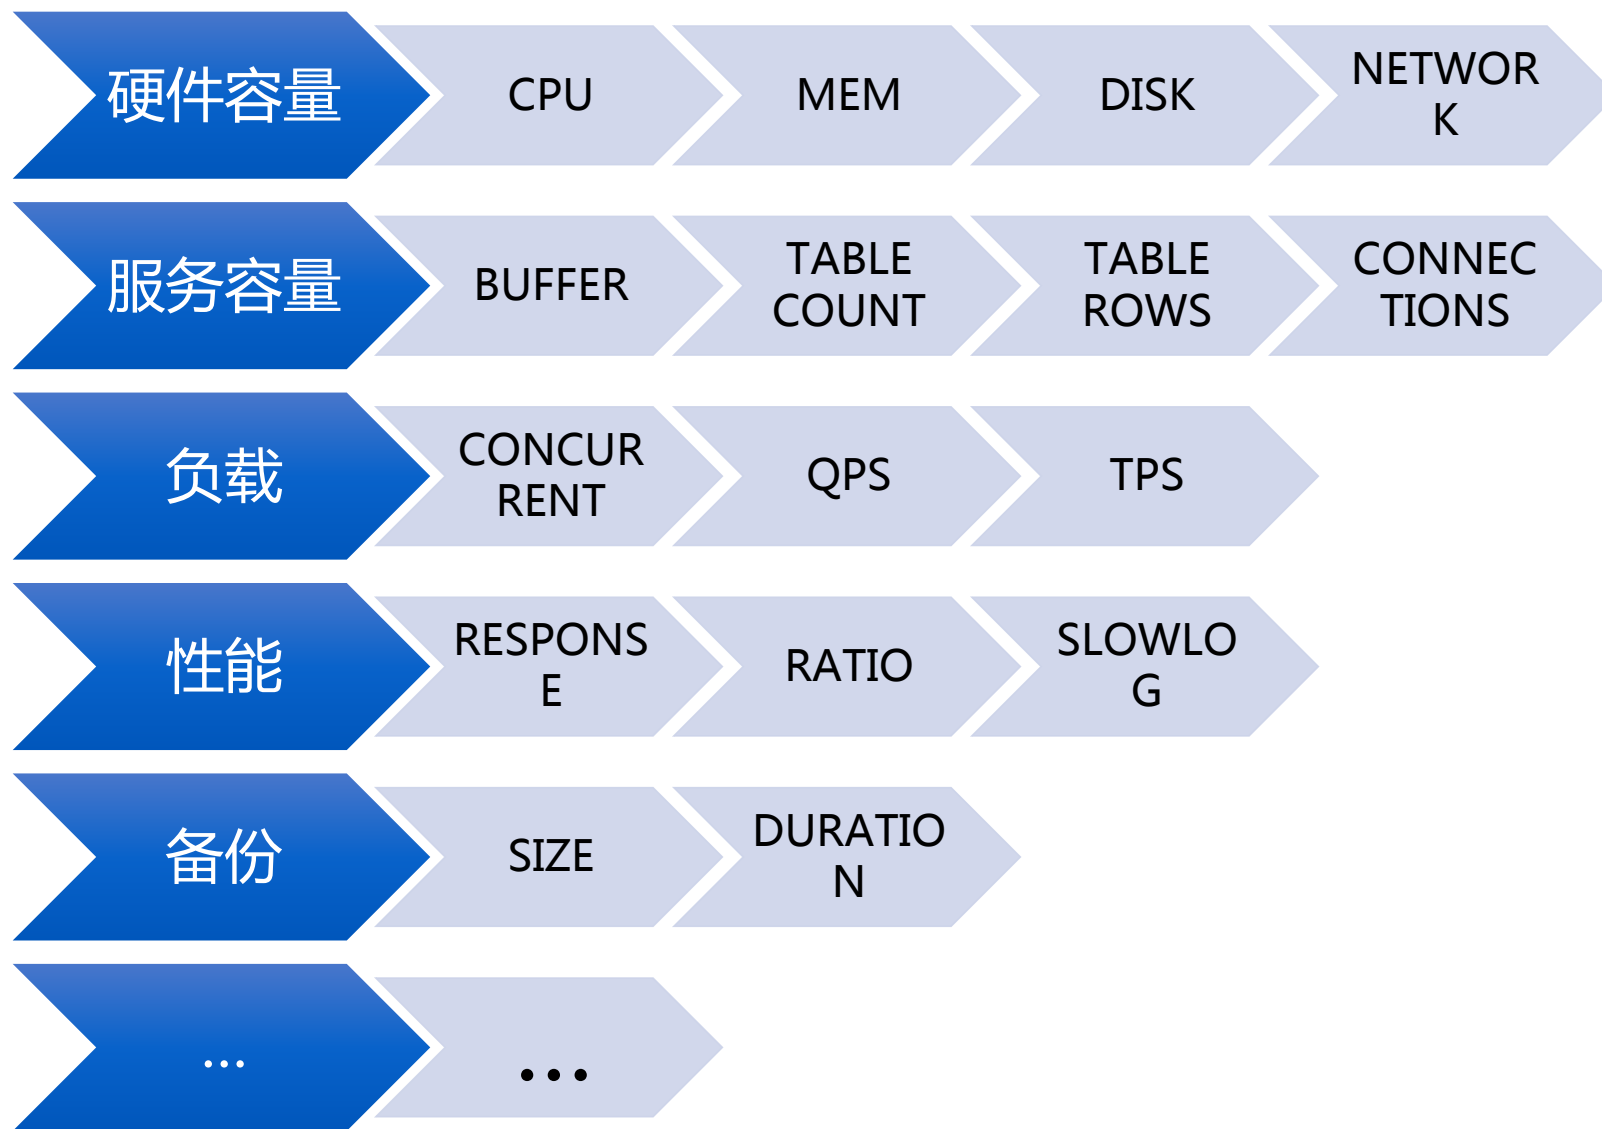 硬件容量
CPU
MEM
DISK
NETWOR
K
服务容量
BUFFER
TABLE
COUNT
TABLE
ROWS
CONNEC
TIONS
负载
CONCUR
RENT
QPS
TPS
性能
RESPONS
E
RATIO
SLOWLO
G
备份
SIZE
DURATIO
N
...
...